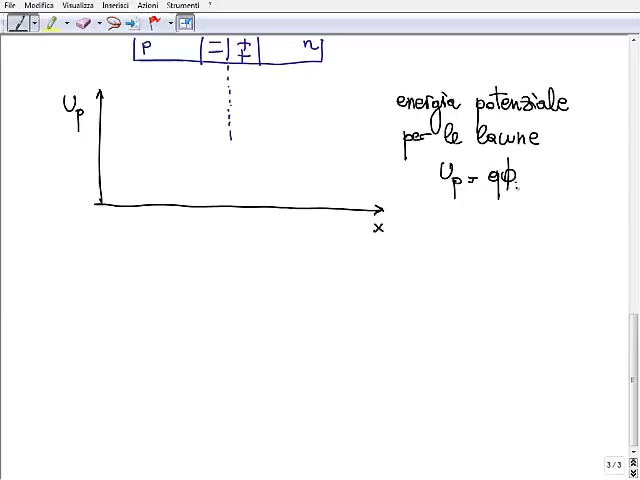 File Modifica Visualizza Inserisci Azioni Strumenti ?
p = + + n
Up
energia potenziale
per le lacune
Up = qϕ
x
3 / 3